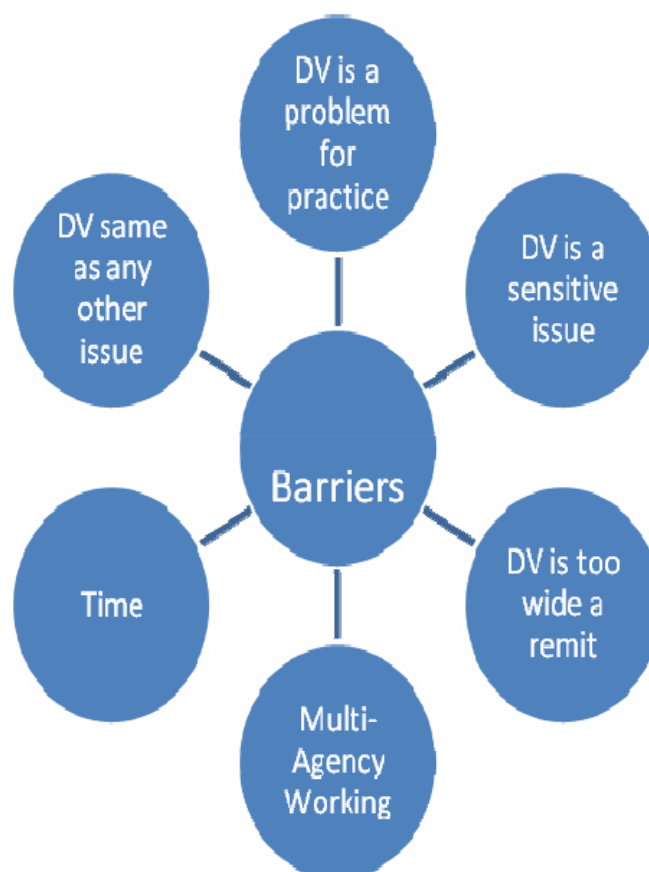 DV is a
problem
for
practice
DV is a
sensitive
issue
DV is too
wide a
remit
Multi-
Agency
Working
Time
DV same
as any
other
issue
Barriers